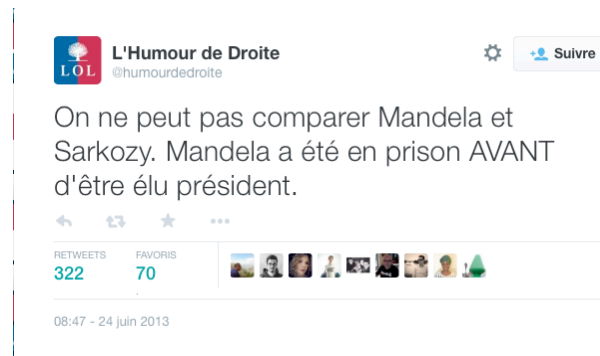 LOL
L'Humour de Droite
@humourdedroite
Suivre
On ne peut pas comparer Mandela et
Sarkozy. Mandela a été en prison AVANT
d'être élu président.
RETWEETS FAVORIS
322 70
08:47 - 24 juin 2013